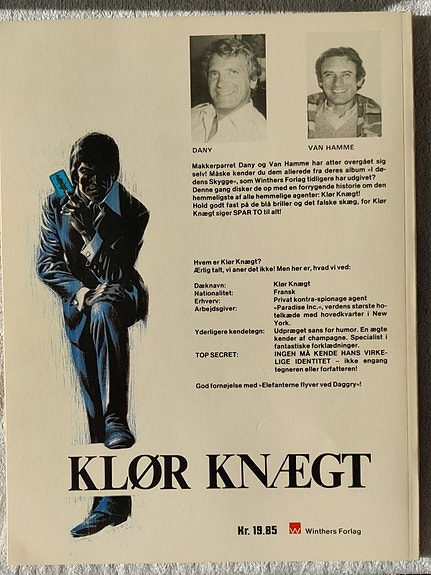 DANY
VAN HAMME
Makkerparret Dany og Van Hamme har atter overgået sig
selv! Måske kender du dem allerede fra deres album »I dø-
dens Skygge«, som Winthers Forlag tidligere har udgivet?
Denne gang disker de op med en forrygende historie om den
hemmeligste af alle hemmelige agenter: Klør Knægt!
Hold godt fast på de blå briller og det falske skæg, for Klør
Knægt siger SPAR TO til alt!
Hvem er Klør Knægt?
Ærlig talt, vi aner det ikke! Men her er, hvad vi ved:
Dæknavn: Klør Knægt
Nationalitet: Fransk
Erhverv: Privat kontra-spionage agent
Arbejdsgiver: »Paradise Inc.«, verdens største ho-
telkæde med hovedkvarter i New
York.
Yderligere kendetegn: Udpræget sans for humor. En ægte
kender af champagne. Specialist i
fantastiske forklædninger.
TOP SECRET: INGEN MÅ KENDE HANS VIRKE-
LIGE IDENTITET – ikke engang
tegneren eller forfatteren!
God fornøjelse med »Elefanterne flyver ved Daggry«!
KLØR KNÆGT
Kr. 19.85
Winthers Forlag